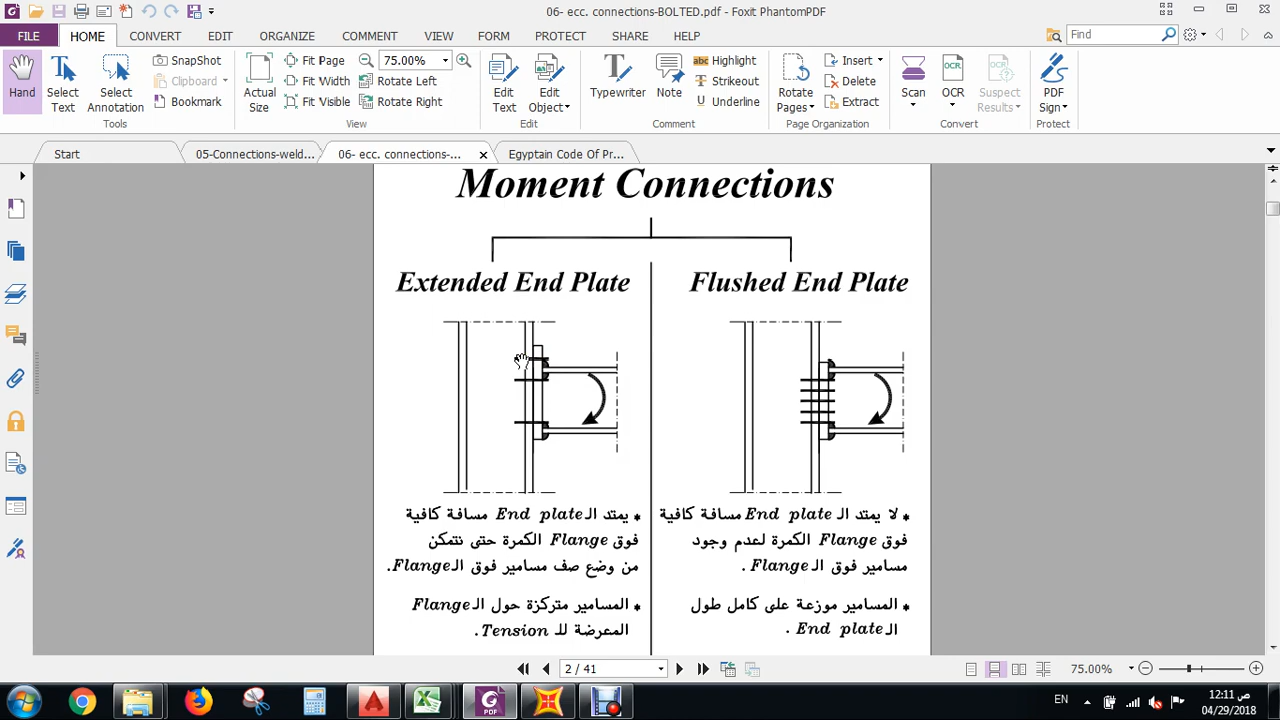 06- ecc. connections-BOLTED.pdf - Foxit PhantomPDF
FILE HOME CONVERT EDIT ORGANIZE COMMENT VIEW FORM PROTECT SHARE HELP
Find
Hand
Select Text
Select Annotation
SnapShot
Clipboard
Bookmark
Tools
Actual Size
Fit Page
Fit Width
Fit Visible
75.00%
Rotate Left
Rotate Right
View
Edit Text
Edit Object
Edit
Typewriter
Note
Highlight
Strikeout
Underline
Comment
Rotate Pages
Insert
Delete
Extract
Page Organization
Scan
OCR
Suspect Results
Convert
PDF Sign
Protect
Start
05-Connections-weld...
06- ecc. connections-...
Egyptain Code Of Pr...
Moment Connections
Extended End Plate
Flushed End Plate
* يمتد الـ End plate مسافة كافية
فوق Flange الكمرة حتى نتمكن
من وضع صف مسامير فوق الـ Flange.
* المسامير متركزة حول الـ Flange
المعرضة للـ Tension .
* لا يمتد الـ End plate مسافة كافية
فوق Flange الكمرة لعدم وجود
مسامير فوق الـ Flange .
* المسامير موزعة على كامل طول
الـ End plate .
2 / 41
75.00%
EN
12:11 ص
04/29/2018